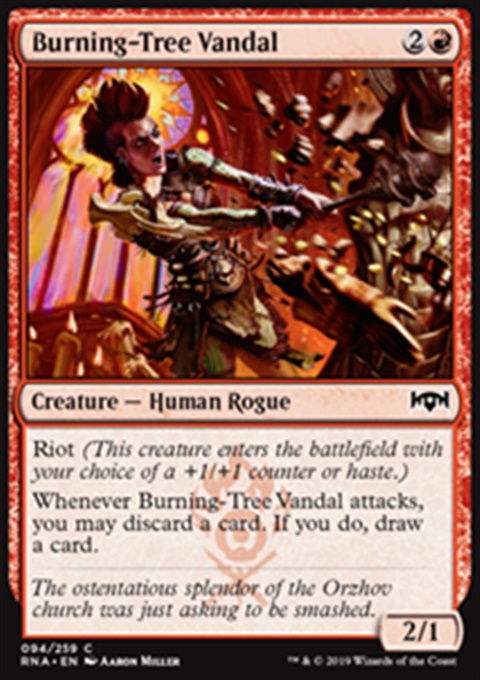 Burning-Tree Vandal 2
Creature — Human Rogue
Riot (This creature enters the battlefield with
your choice of a +1/+1 counter or haste.)
Whenever Burning-Tree Vandal attacks,
you may discard a card. If you do, draw
a card.
The ostentatious splendor of the Orzhov
church was just asking to be smashed.
2/1
094/259 C
RNA • EN Aaron Miller
™ & © 2019 Wizards of the Coast